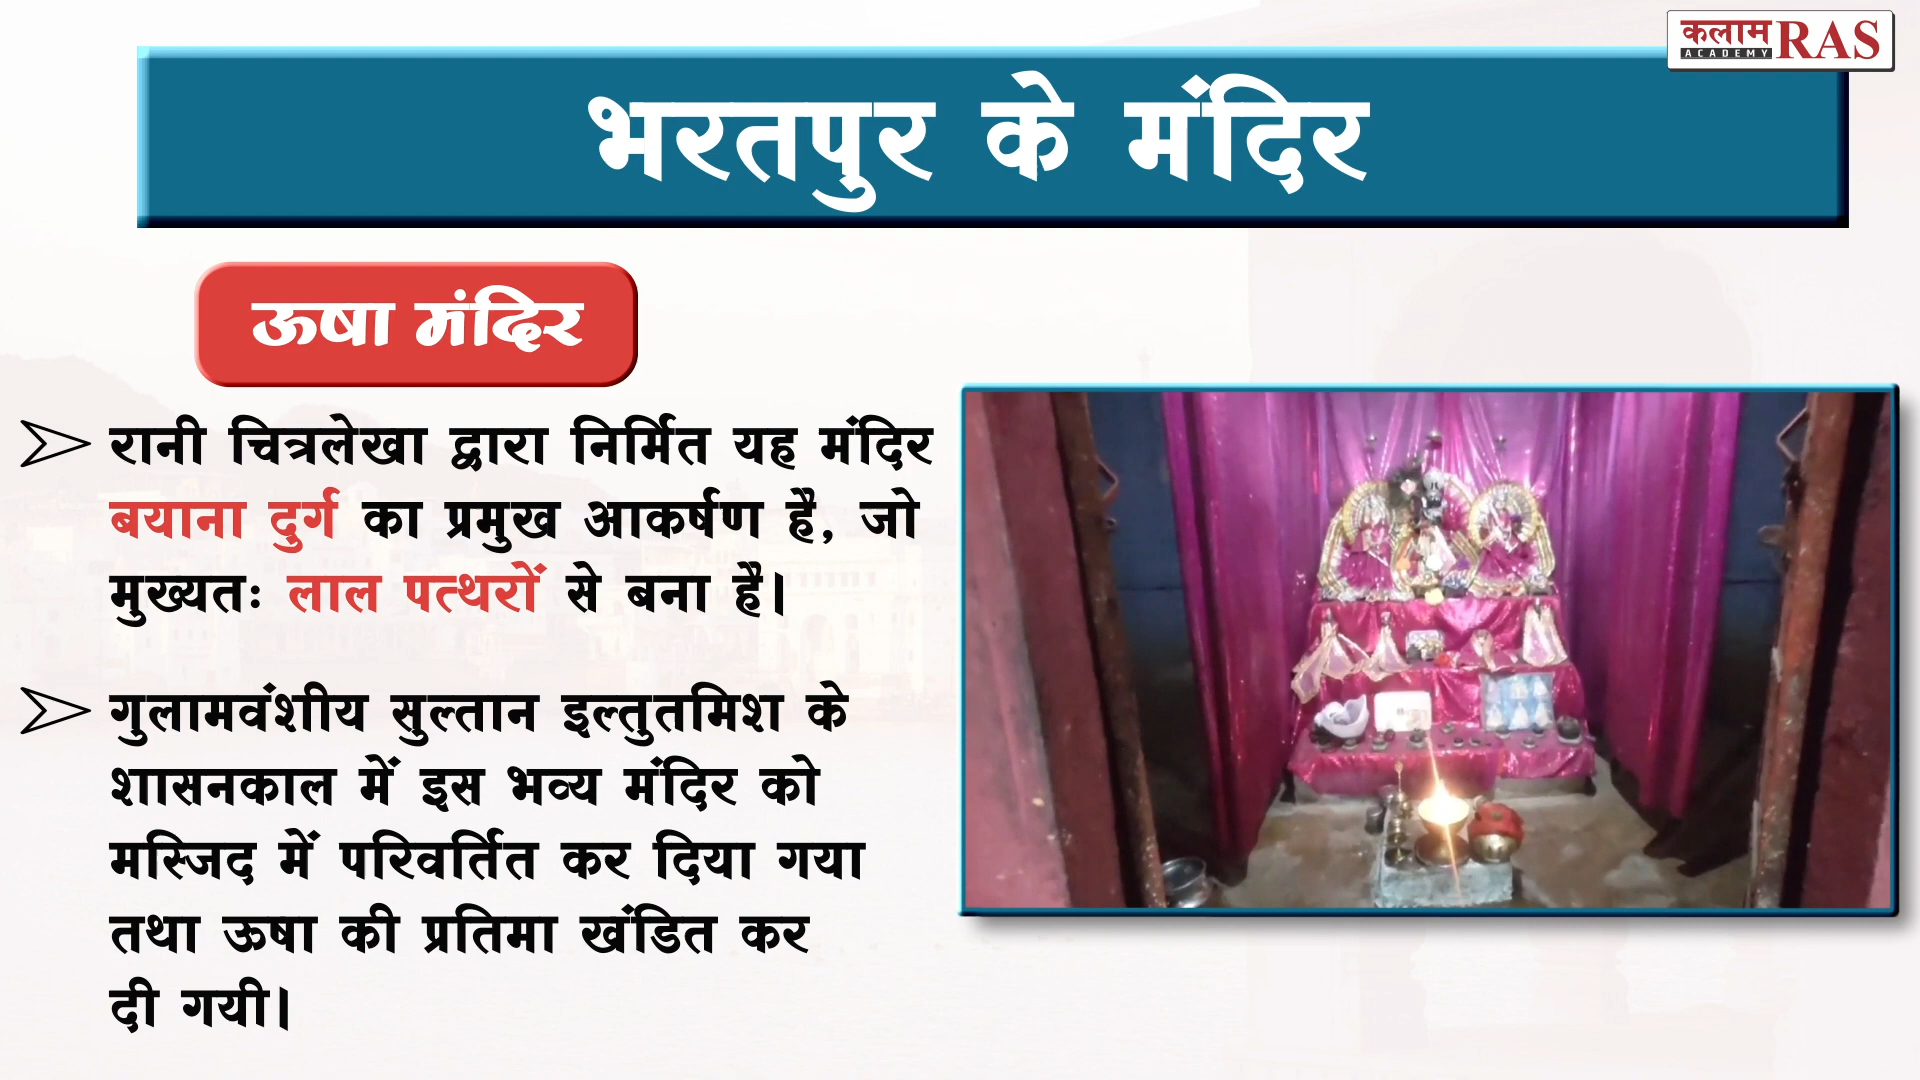 कलाम RAS
ACADEMY
भरतपुर के मंदिर
ऊषा मंदिर
रानी चित्रलेखा द्वारा निर्मित यह मंदिर
बयाना दुर्ग का प्रमुख आकर्षण है, जो
मुख्यतः लाल पत्थरों से बना है।
गुलामवंशीय सुल्तान इल्तुतमिश के
शासनकाल में इस भव्य मंदिर को
मस्जिद में परिवर्तित कर दिया गया
तथा ऊषा की प्रतिमा खंडित कर
दी गयी।